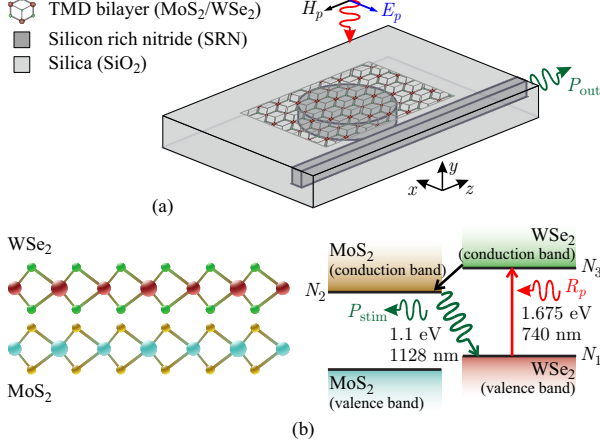 TMD bilayer (MoS₂/WSe₂)
Silicon rich nitride (SRN)
Silica (SiO₂)
Hₚ
Eₚ
P_out
x
y
z
(a)
WSe₂
MoS₂
MoS₂
(conduction band)
WSe₂
(conduction band)
N₃
N₂
P_stim
Rₚ
1.675 eV
740 nm
1.1 eV
1128 nm
N₁
MoS₂
(valence band)
WSe₂
(valence band)
(b)